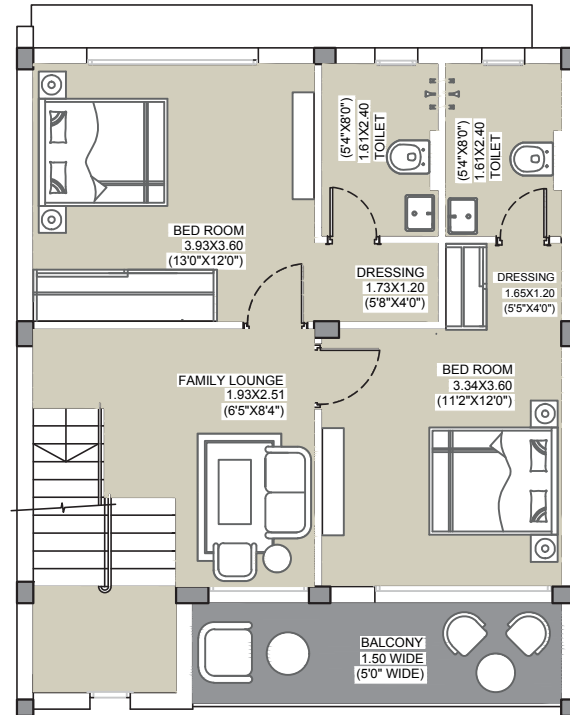 (5'4"X8'0")
1.61X2.40
TOILET
(5'4"X8'0")
1.61X2.40
TOILET
BED ROOM
3.93X3.60
(13'0"X12'0")
DRESSING
1.73X1.20
(5'8"X4'0")
DRESSING
1.65X1.20
(5'5"X4'0")
FAMILY LOUNGE
1.93X2.51
(6'5"X8'4")
BED ROOM
3.34X3.60
(11'2"X12'0")
BALCONY
1.50 WIDE
(5'0" WIDE)